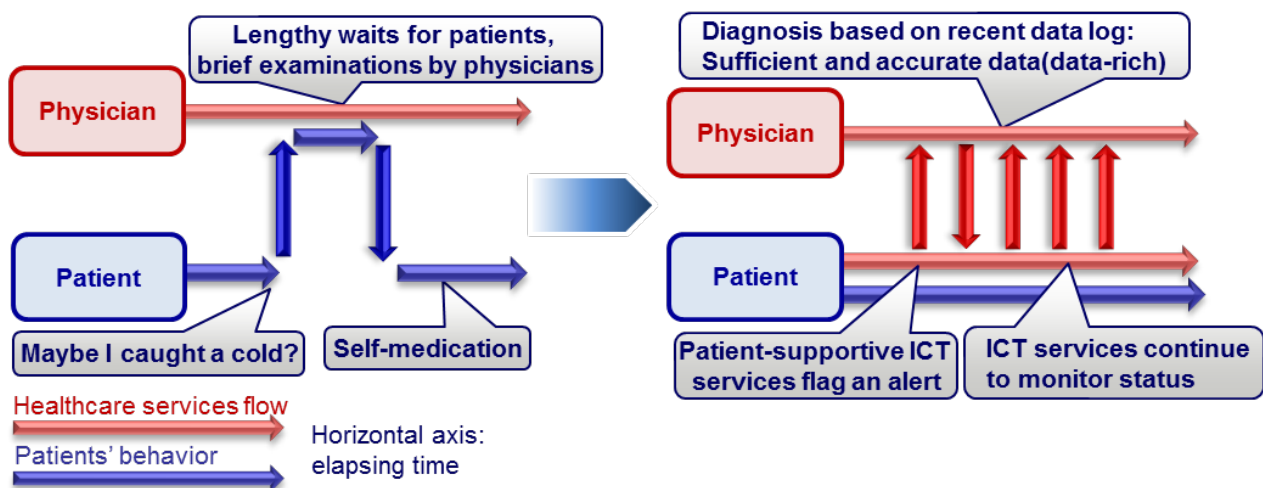 Lengthy waits for patients,
brief examinations by physicians
Physician
Patient
Maybe I caught a cold?
Self-medication
Diagnosis based on recent data log:
Sufficient and accurate data(data-rich)
Physician
Patient
Patient-supportive ICT
services flag an alert
ICT services continue
to monitor status
Healthcare services flow
Patients’ behavior
Horizontal axis:
elapsing time